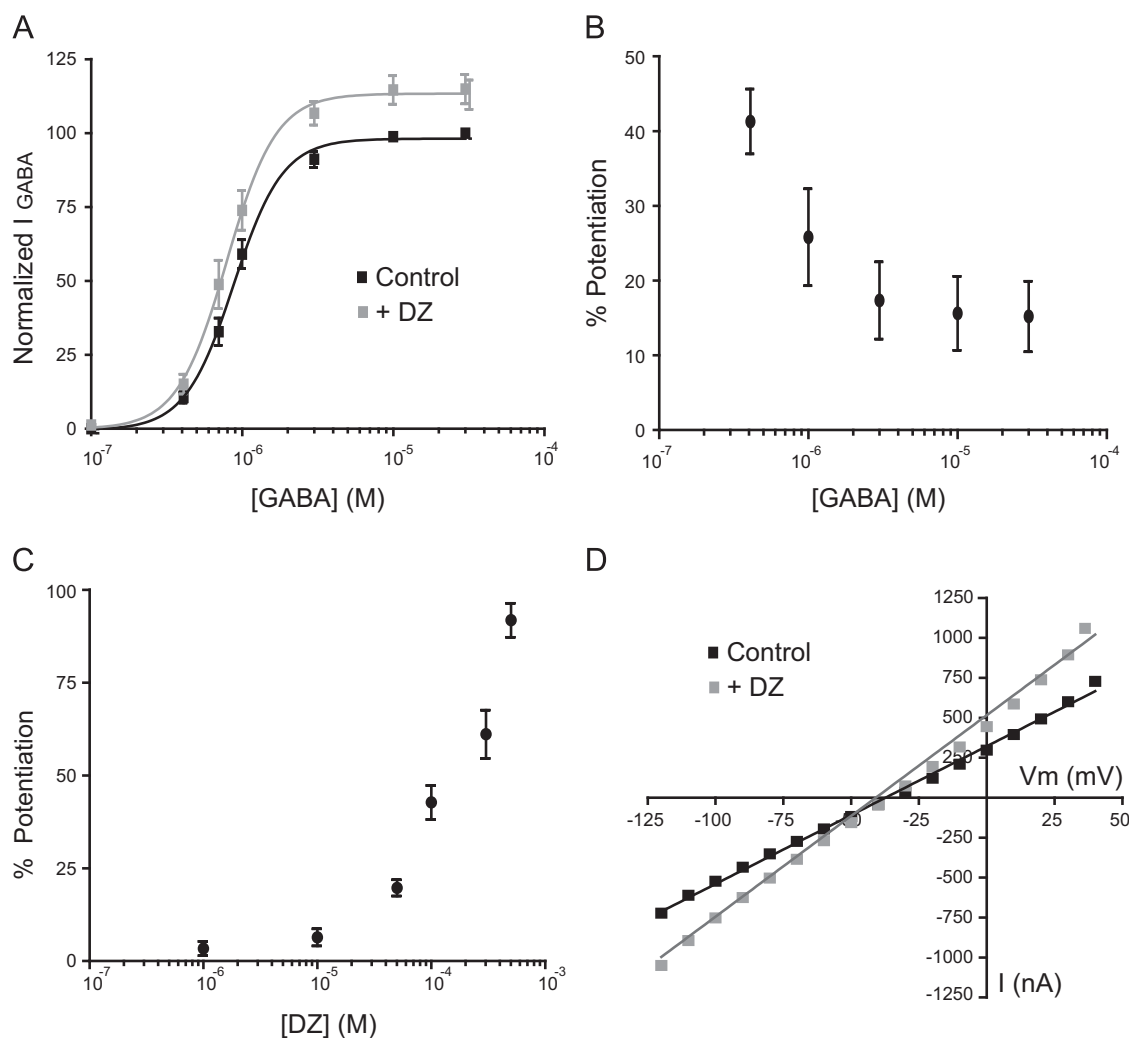 A
125
100
75
50
25
0
Normalized I GABA
Control
+ DZ
10-7
10-6
10-5
10-4
[GABA] (M)
B
50
40
30
20
10
0
% Potentiation
10-7
10-6
10-5
10-4
[GABA] (M)
C
100
75
50
25
0
% Potentiation
10-7
10-6
10-5
10-4
10-3
[DZ] (M)
D
Control
+ DZ
1250
1000
750
500
250
Vm (mV)
-125
-100
-75
-50
-25
25
50
-250
-500
-750
-1000
-1250
I (nA)